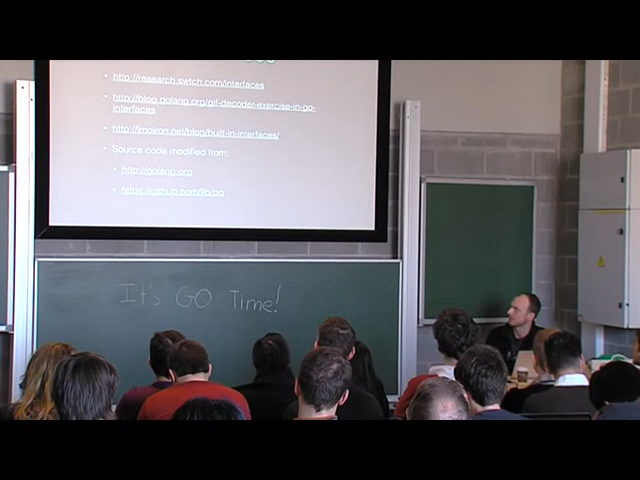 http://research.swtch.com/interfaces
http://blog.golang.org/gif-decoder-exercise-in-go-
interfaces
http://jmoiron.net/blog/built-in-interfaces/
Source code modified from:
http://golang.org
https://github.com/lib/pq
It's GO Time!